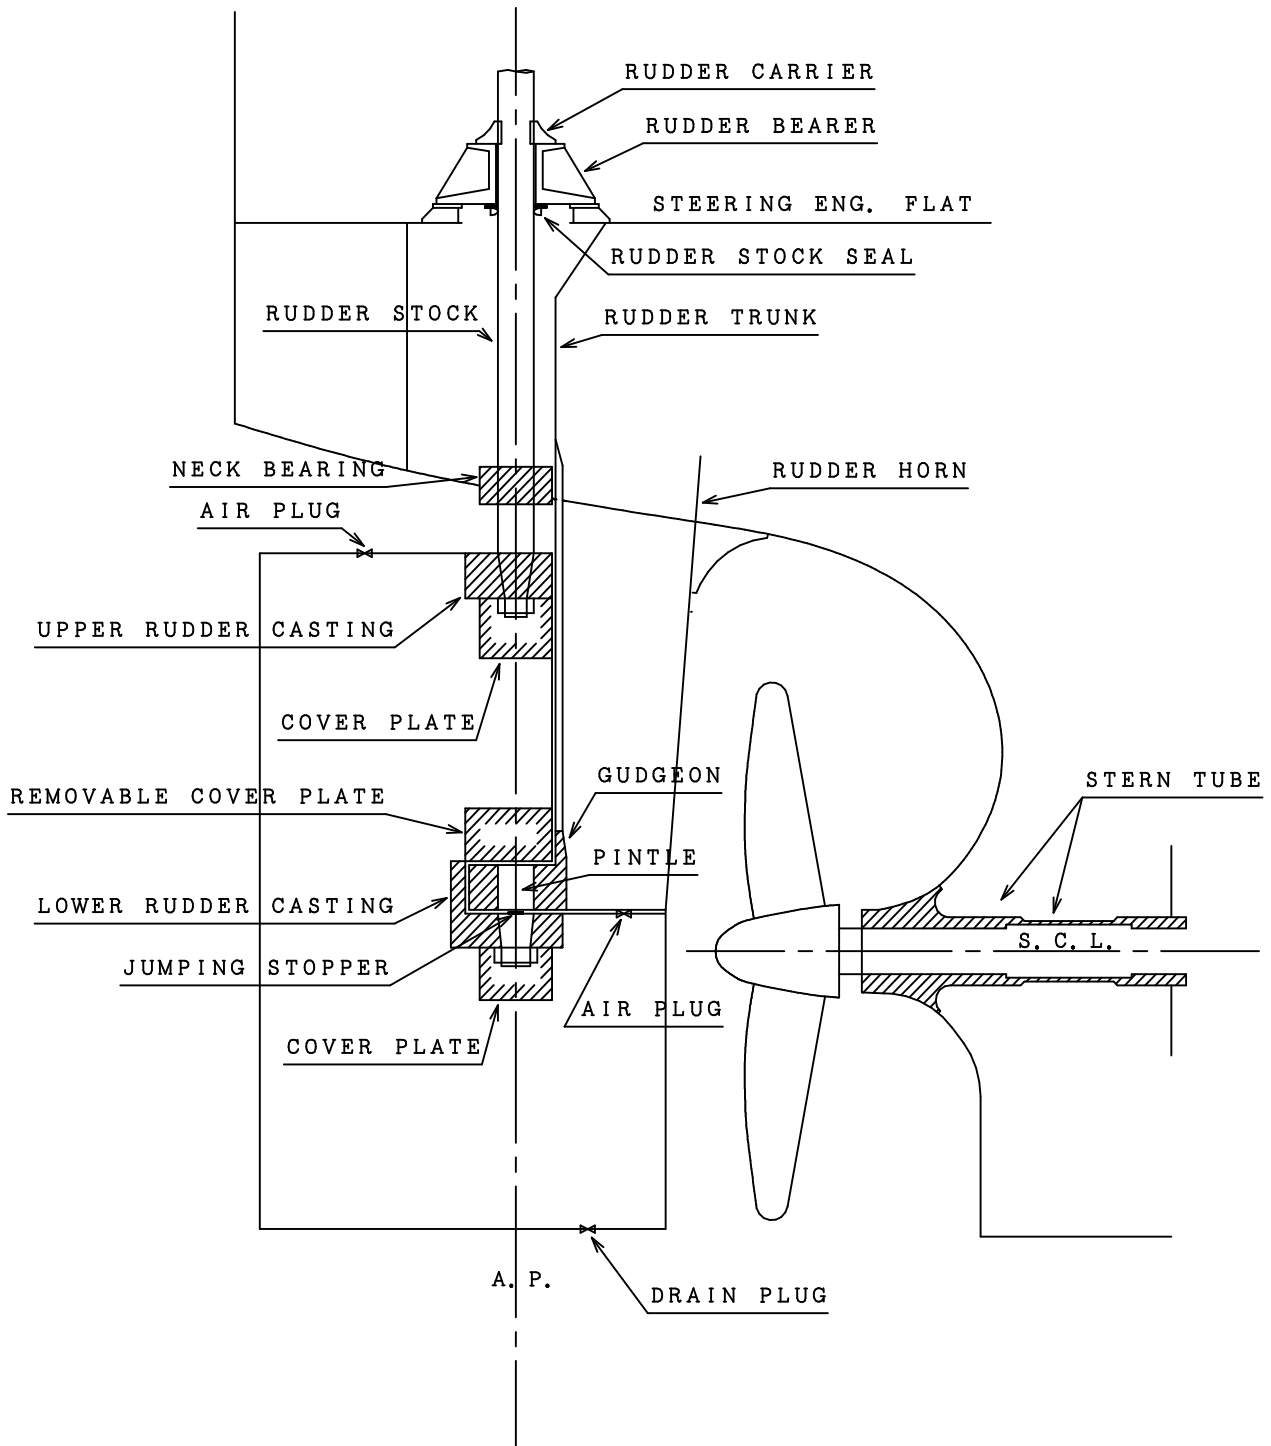 RUDDER CARRIER
RUDDER BEARER
STEERING ENG. FLAT
RUDDER STOCK SEAL
RUDDER STOCK
RUDDER TRUNK
NECK BEARING
RUDDER HORN
AIR PLUG
UPPER RUDDER CASTING
COVER PLATE
GUDGEON
STERN TUBE
REMOVABLE COVER PLATE
PINTLE
LOWER RUDDER CASTING
S. C. L.
JUMPING STOPPER
AIR PLUG
COVER PLATE
A. P.
DRAIN PLUG